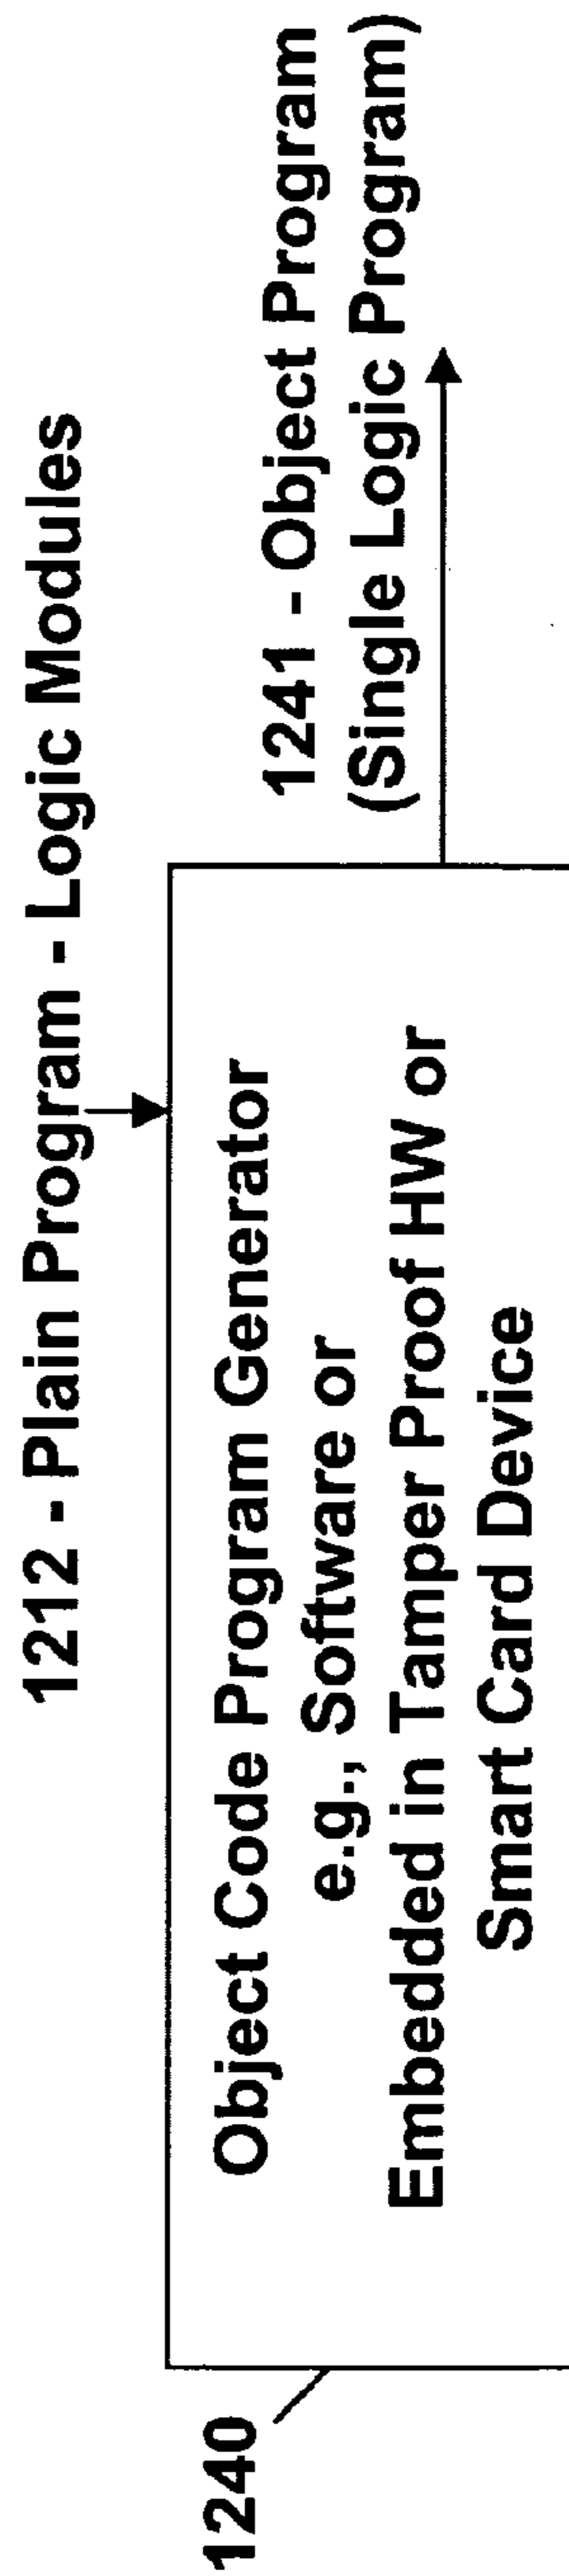 1212 - Plain Program - Logic Modules
1240
Object Code Program Generator
e.g., Software or
Embedded in Tamper Proof HW or
Smart Card Device
1241 - Object Program
(Single Logic Program)